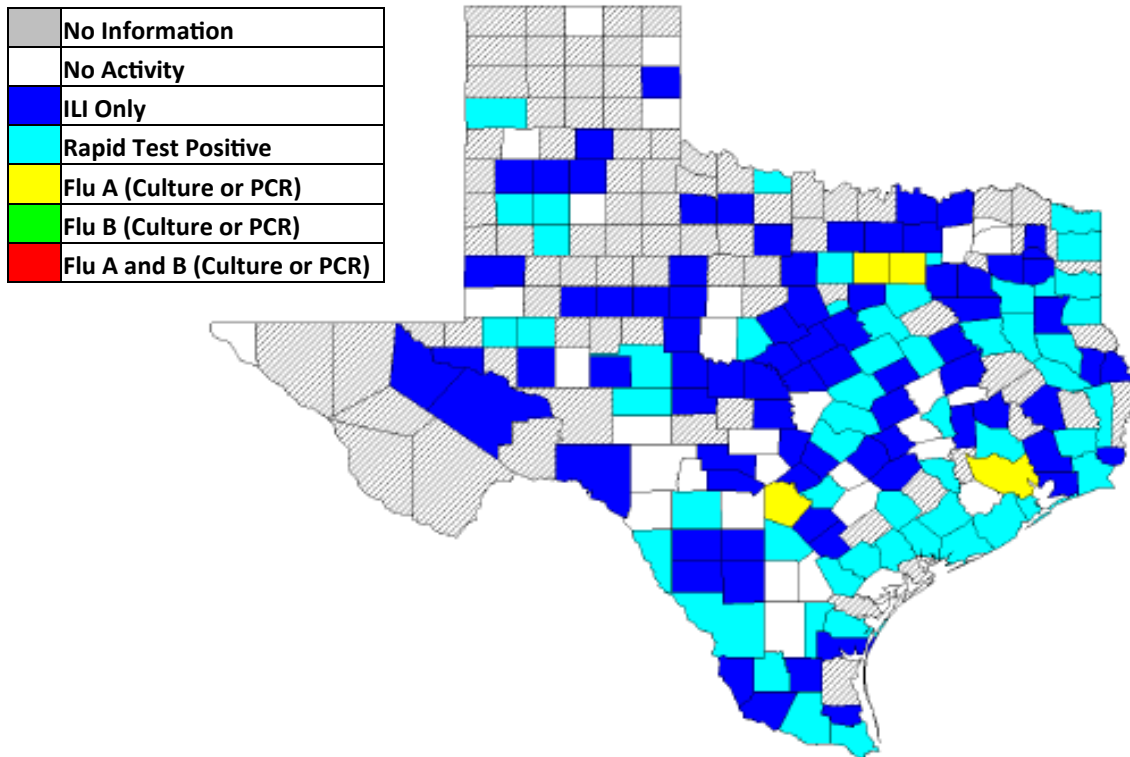 No Information
No Activity
ILI Only
Rapid Test Positive
Flu A (Culture or PCR)
Flu B (Culture or PCR)
Flu A and B (Culture or PCR)